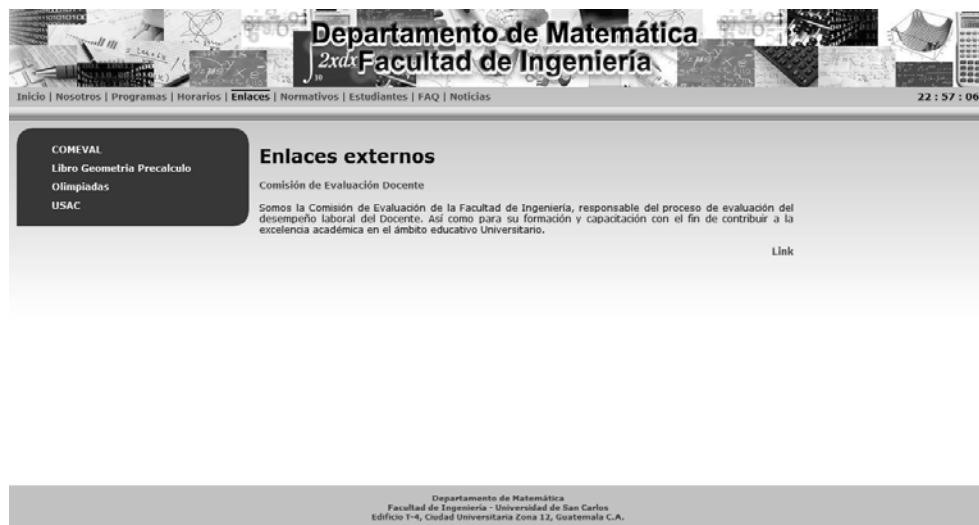 Departamento de Matemática
2xdx Facultad de Ingeniería
Inicio | Nosotros | Programas | Horarios | Enlaces | Normativos | Estudiantes | FAQ | Noticias
22 : 57 : 06
COMEVAL
Libro Geometria Precalculo
Olimpiadas
USAC
Enlaces externos
Comisión de Evaluación Docente
Somos la Comisión de Evaluación de la Facultad de Ingeniería, responsable del proceso de evaluación del
desempeño laboral del Docente. Así como para su formación y capacitación con el fin de contribuir a la
excelencia académica en el ámbito educativo Universitario.
Link
Departamento de Matemática
Facultad de Ingeniería - Universidad de San Carlos
Edificio T-4, Ciudad Universitaria Zona 12, Guatemala C.A.